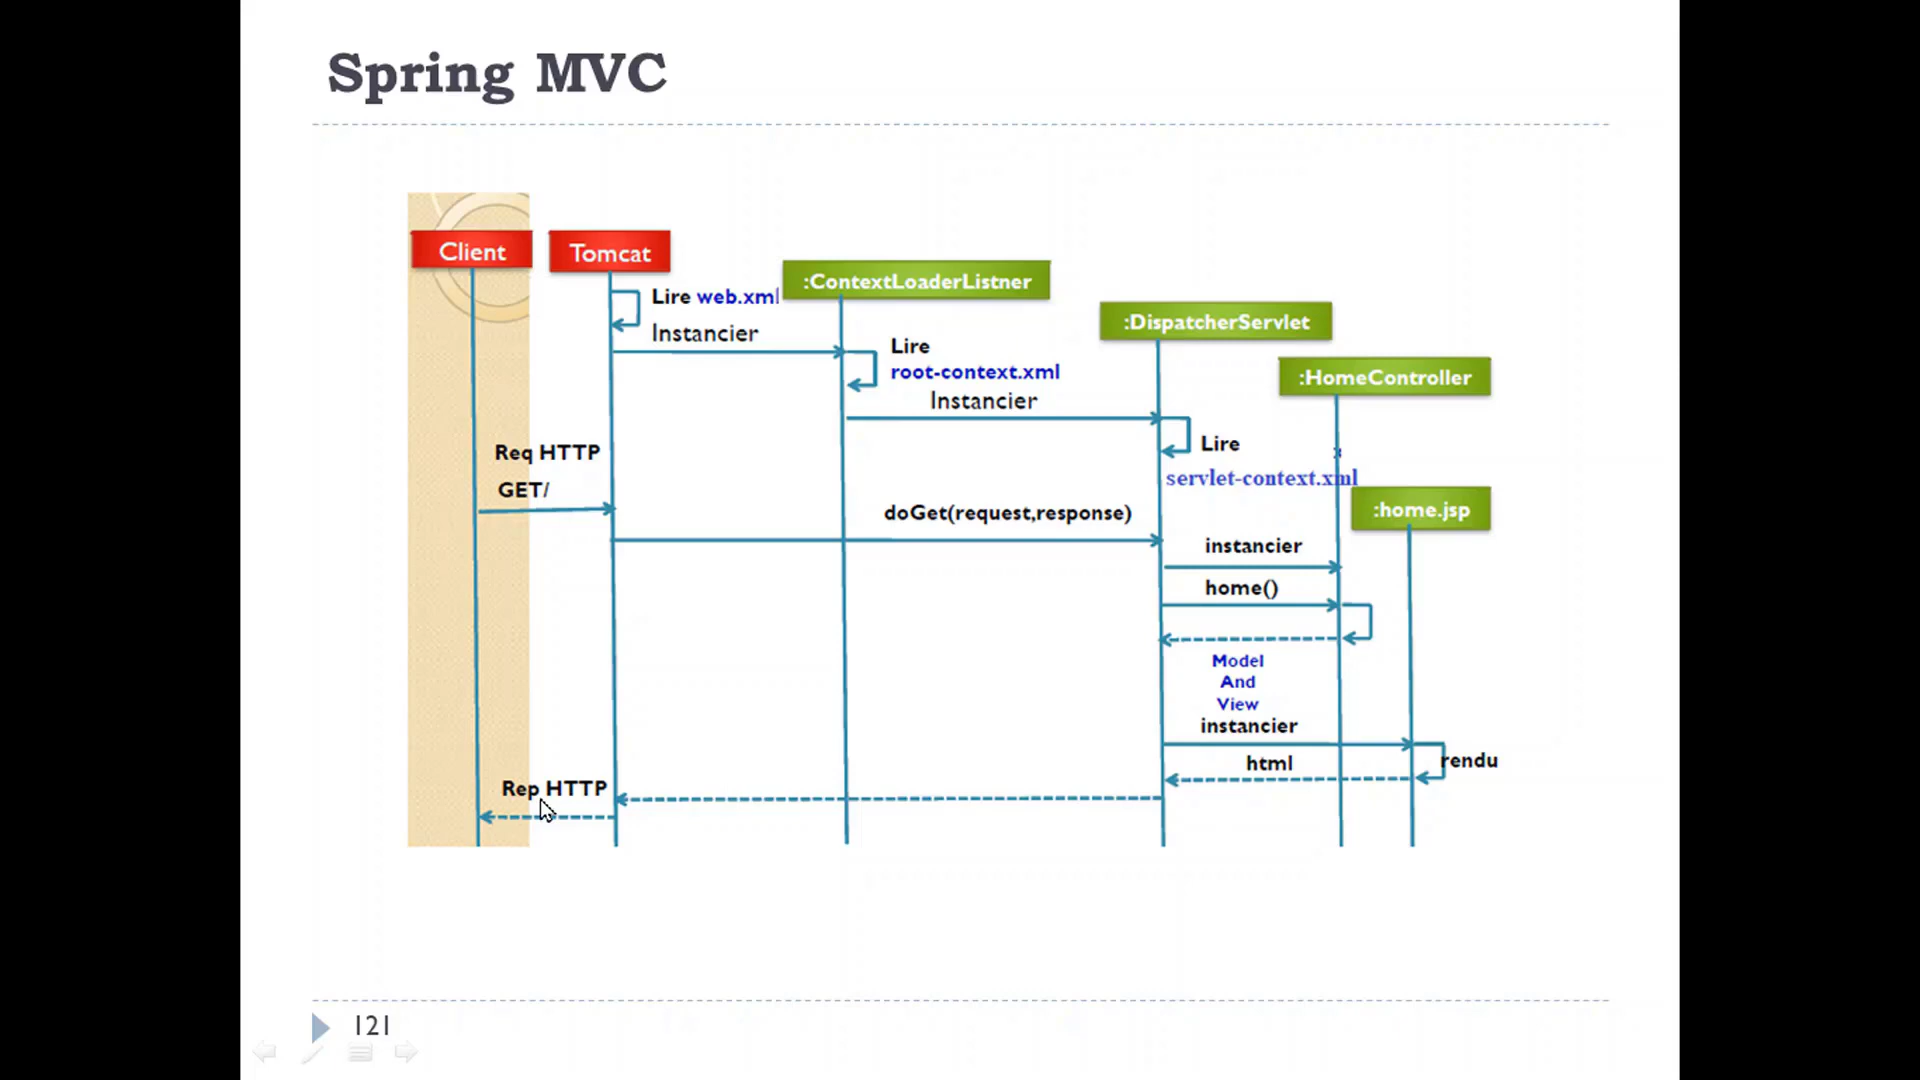 Spring MVC
Client
Tomcat
:ContextLoaderListner
:DispatcherServlet
:HomeController
:home.jsp
Lire web.xml
Instancier
Lire
root-context.xml
Instancier
Lire
servlet-context.xml
Req HTTP
GET/
doGet(request,response)
instancier
home()
Model
And
View
instancier
rendu
html
Rep HTTP
121